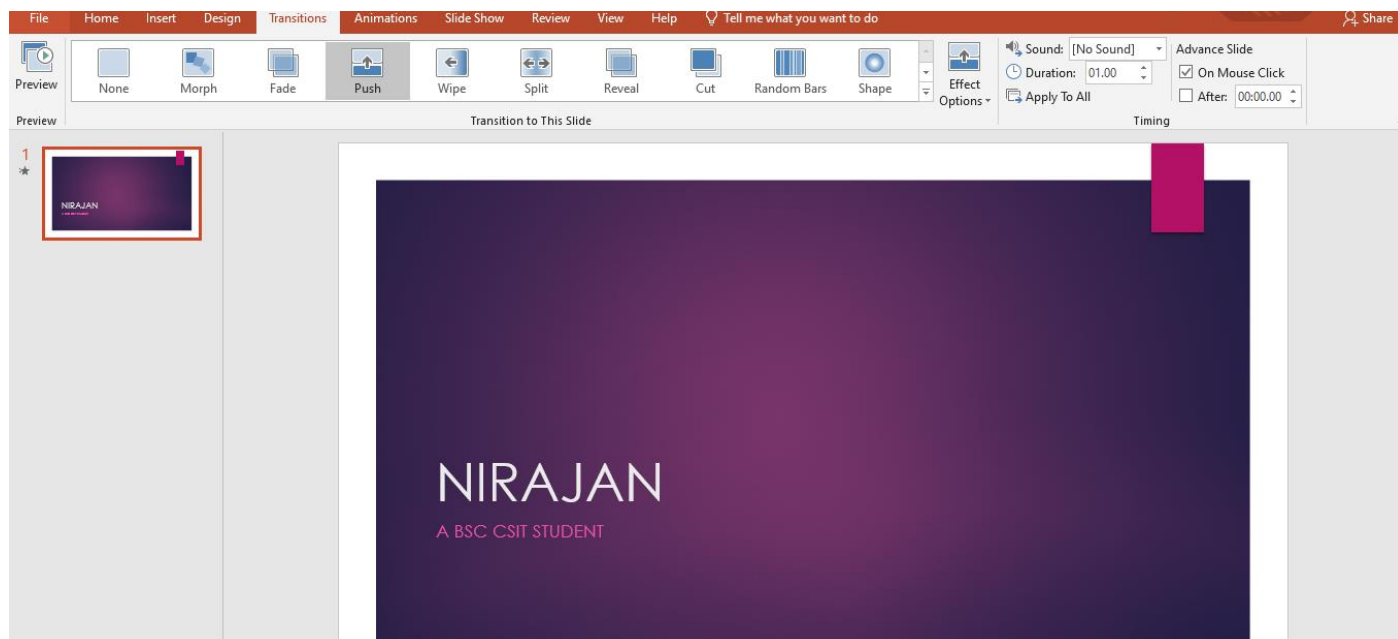 File Home Insert Design Transitions Animations Slide Show Review View Help Tell me what you want to do Share
Preview
None Morph Fade Push Wipe Split Reveal Cut Random Bars Shape
Effect Options
Sound: [No Sound]
Duration: 01.00
Apply To All
Advance Slide
On Mouse Click
After: 00:00.00
Preview Transition to This Slide Timing
1
NIRAJAN
A BSC CSIT STUDENT
NIRAJAN
A BSC CSIT STUDENT